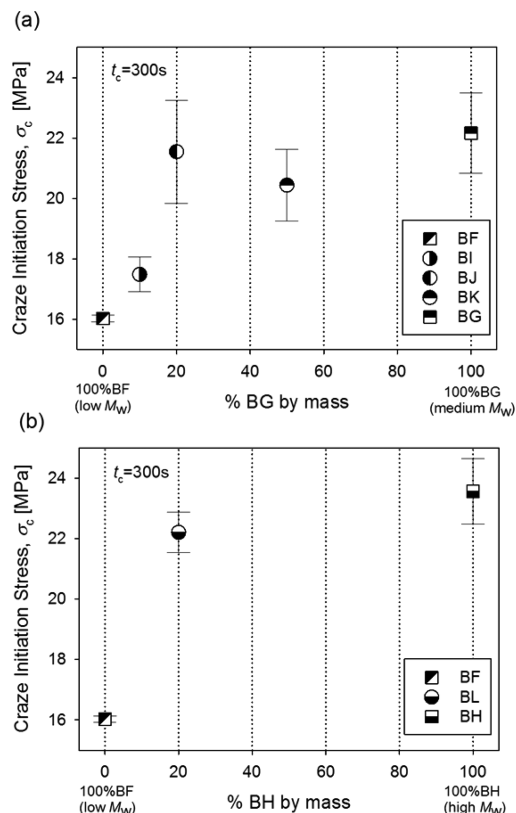 (a)
Craze Initiation Stress, σc [MPa]
24
22
20
18
16
tc=300s
BF
BI
BJ
BK
BG
0
20
40
60
80
100
100%BF
(low MW)
% BG by mass
100%BG
(medium MW)
(b)
Craze Initiation Stress, σc [MPa]
26
24
22
20
18
16
tc=300s
BF
BL
BH
0
20
40
60
80
100
100%BF
(low MW)
% BH by mass
100%BH
(high MW)